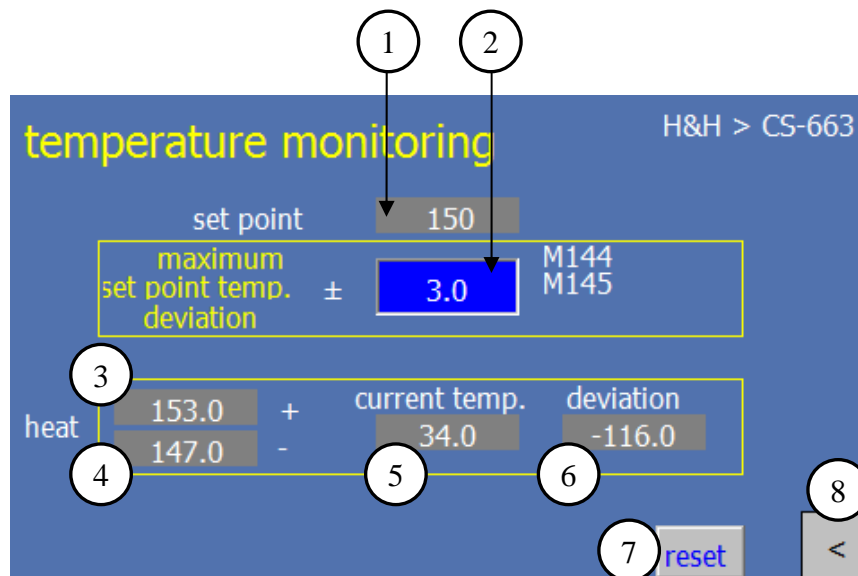 1 2
temperature monitoring H&H > CS-663
set point 150
maximum
set point temp.
deviation
± 3.0
M144
M145
3
heat
153.0 +
147.0 -
current temp.
34.0
deviation
-116.0
4 5 6
7 reset
8 <